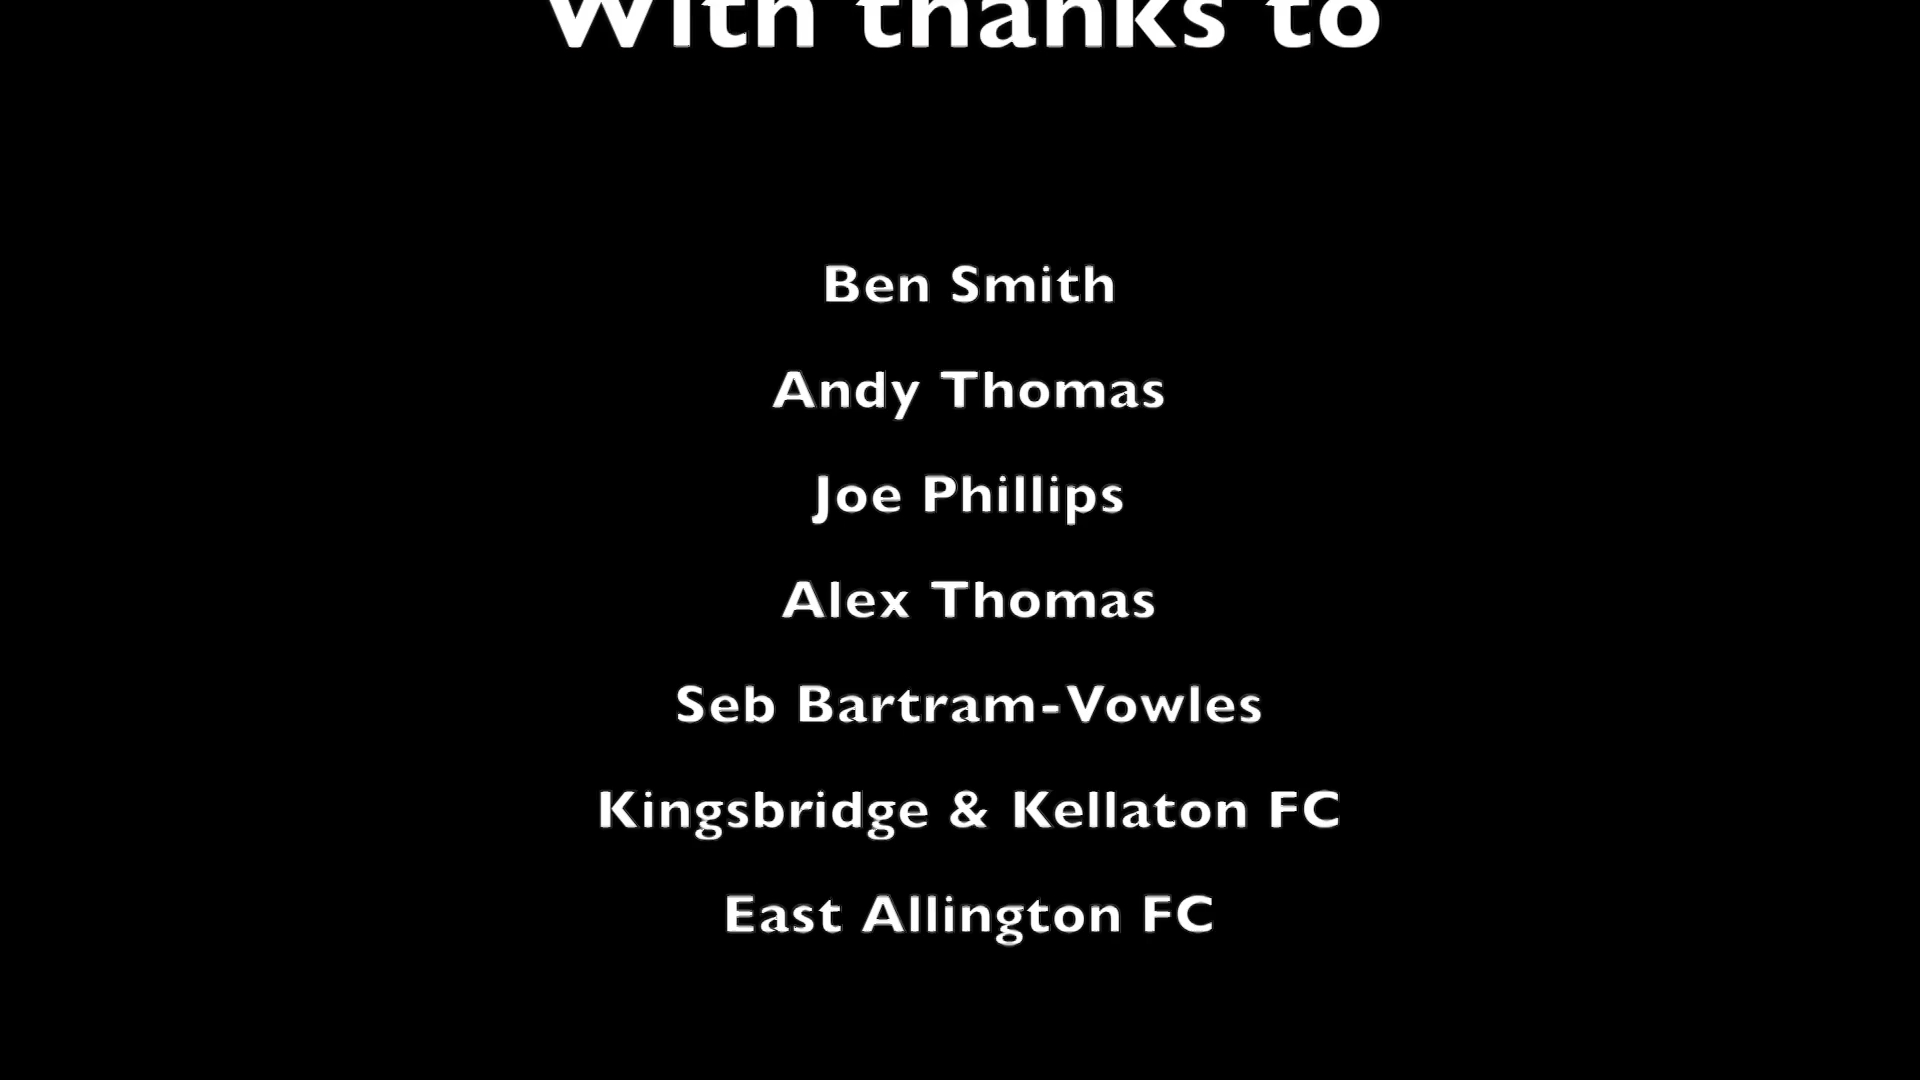 With thanks to
Ben Smith
Andy Thomas
Joe Phillips
Alex Thomas
Seb Bartram-Vowles
Kingsbridge & Kellaton FC
East Allington FC